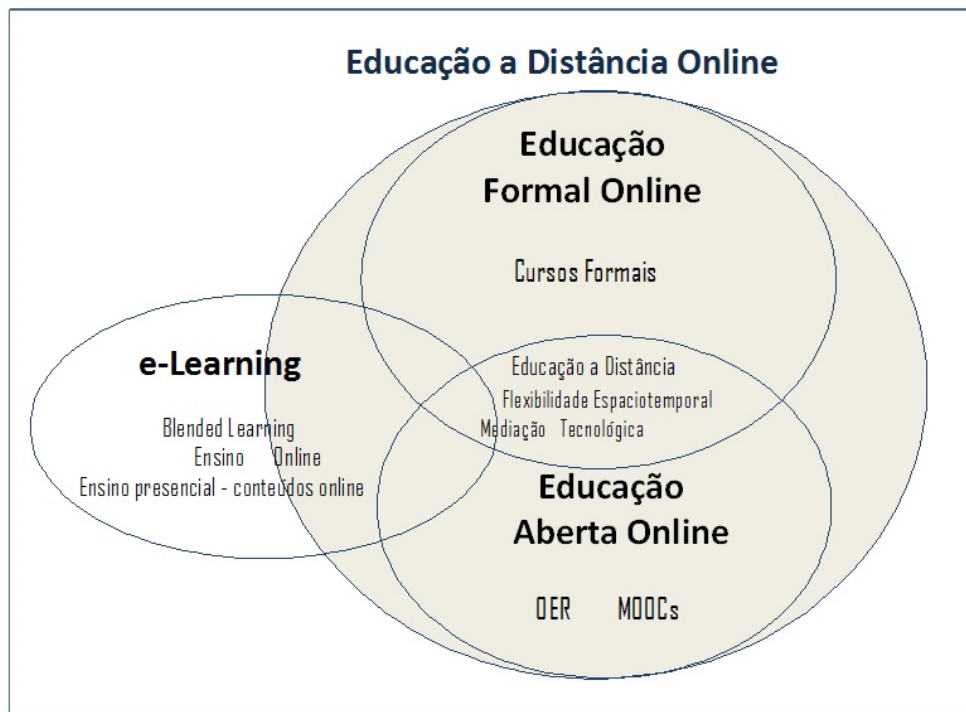 Educação a Distância Online
Educação
Formal Online
Cursos Formais
e-Learning
Blended Learning
Ensino Online
Ensino presencial - conteúdos online
Educação a Distância
Flexibilidade Espaciotemporal
Mediação Tecnológica
Educação
Aberta Online
OER MOOCs